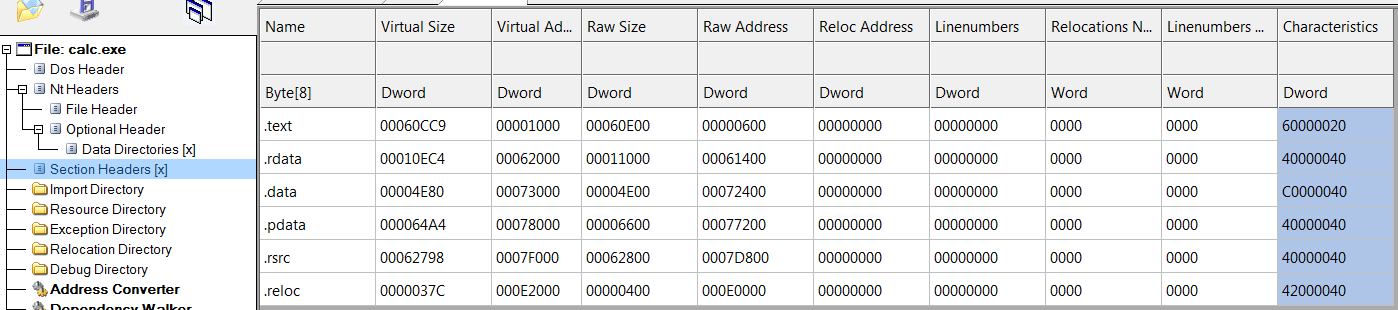 File: calc.exe
Dos Header
Nt Headers
File Header
Optional Header
Data Directories [x]
Section Headers [x]
Import Directory
Resource Directory
Exception Directory
Relocation Directory
Debug Directory
Address Converter
Dependency Walker
Name Virtual Size Virtual Ad... Raw Size Raw Address Reloc Address Linenumbers Relocations N... Linenumbers ... Characteristics
Byte[8] Dword Dword Dword Dword Dword Dword Word Word Dword
.text 00060CC9 00001000 00060E00 00000600 00000000 00000000 0000 0000 60000020
.rdata 00010EC4 00062000 00011000 00061400 00000000 00000000 0000 0000 40000040
.data 00004E80 00073000 00004E00 00072400 00000000 00000000 0000 0000 C0000040
.pdata 000064A4 00078000 00006600 00077200 00000000 00000000 0000 0000 40000040
.rsrc 00062798 0007F000 00062800 0007D800 00000000 00000000 0000 0000 40000040
.reloc 0000037C 000E2000 00000400 000E0000 00000000 00000000 0000 0000 42000040